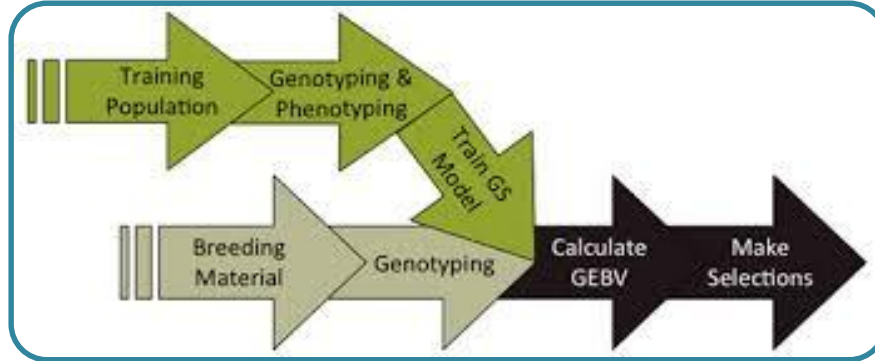 Training
Population
Genotyping &
Phenotyping
Train GS
Model
Breeding
Material
Genotyping
Calculate
GEBV
Make
Selections